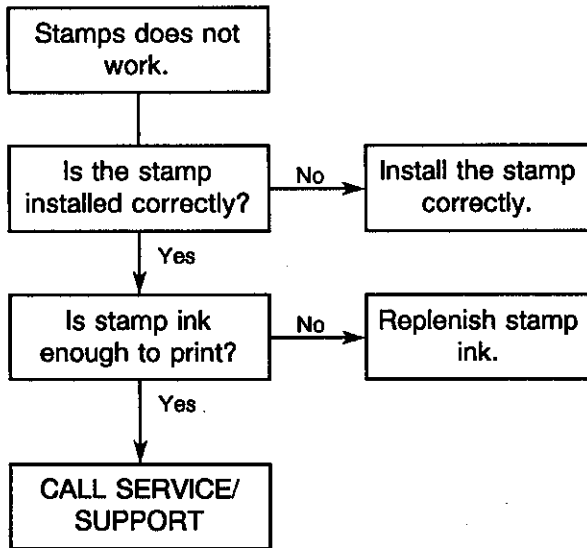 Stamps does not
work.
Is the stamp
installed correctly?
No
Install the stamp
correctly.
Yes
Is stamp ink
enough to print?
No
Replenish stamp
ink.
Yes
CALL SERVICE/
SUPPORT